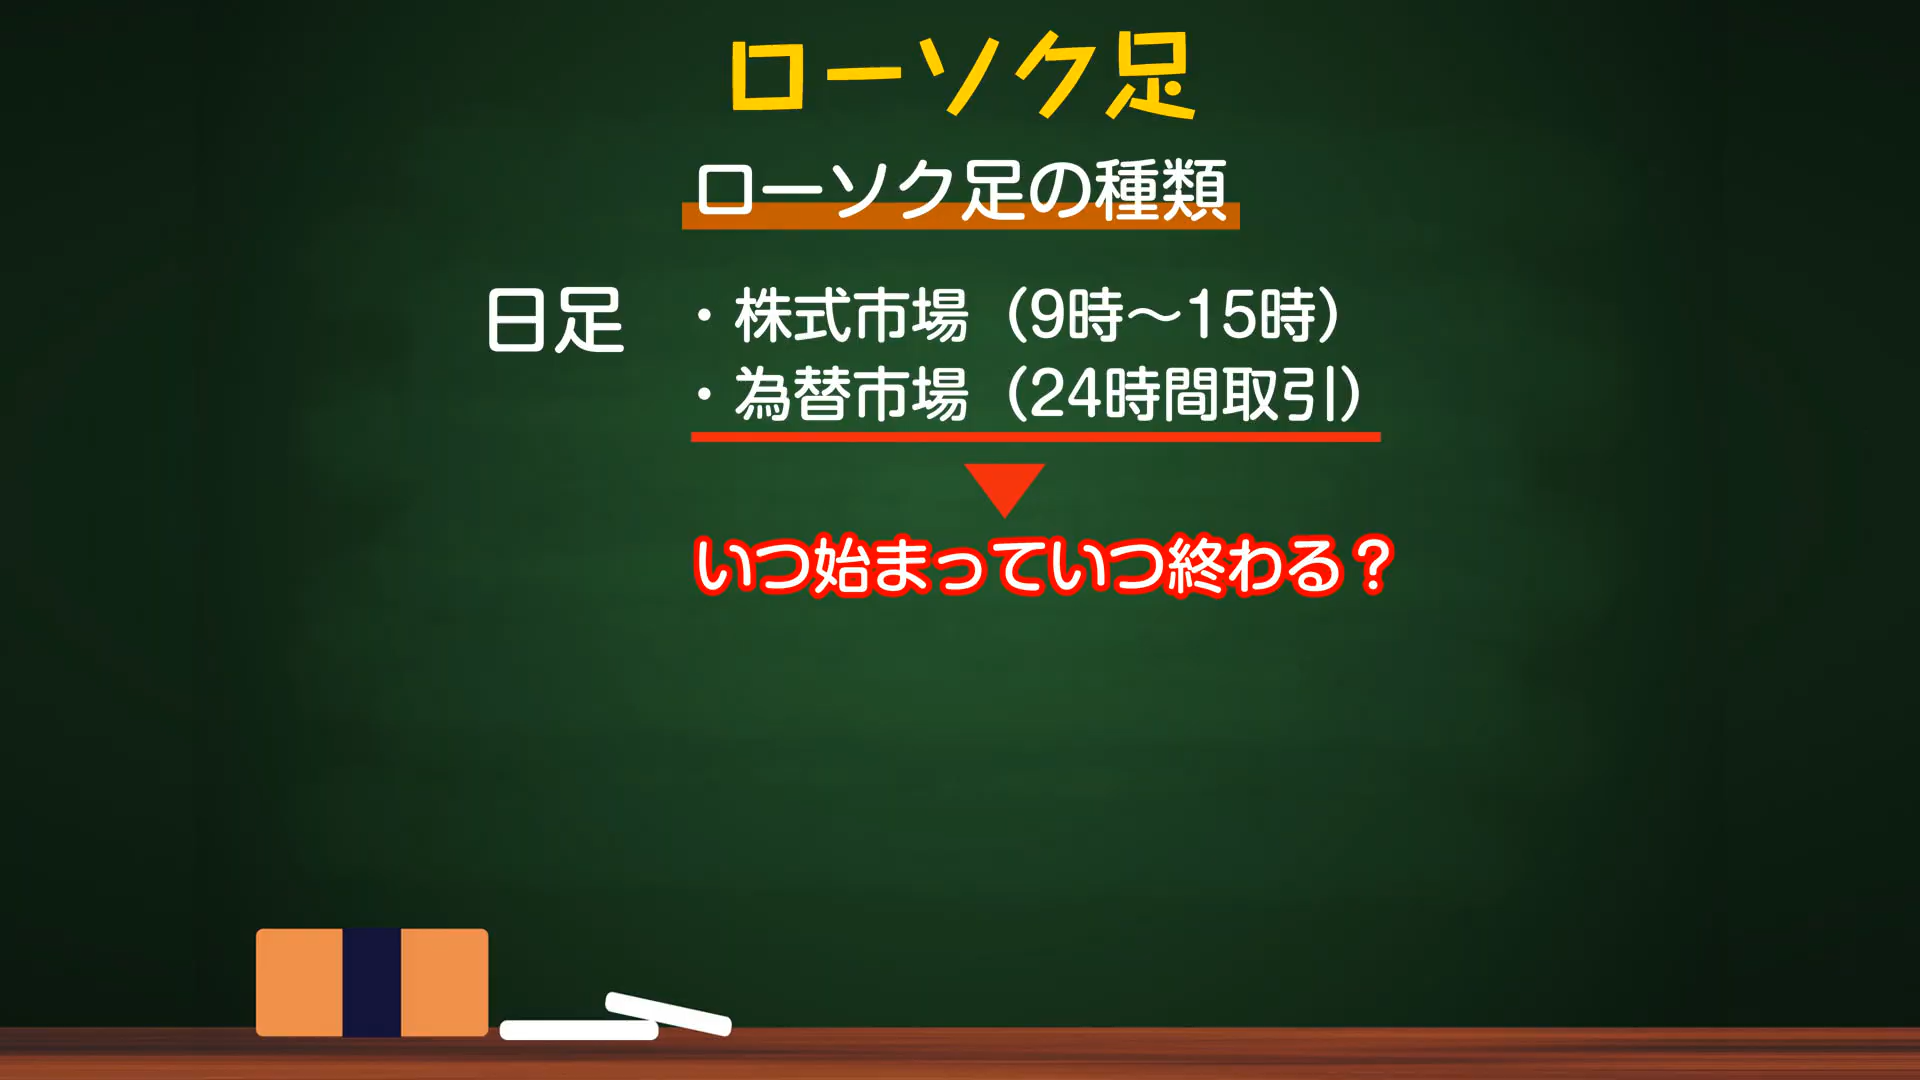 ローソク足
ローソク足の種類
日足 ・株式市場（9時〜15時）
・為替市場（24時間取引）
いつ始まっていつ終わる？